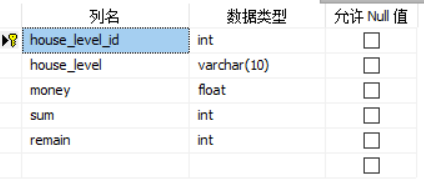 列名 数据类型 允许 Null 值
house_level_id int
house_level varchar(10)
money float
sum int
remain int